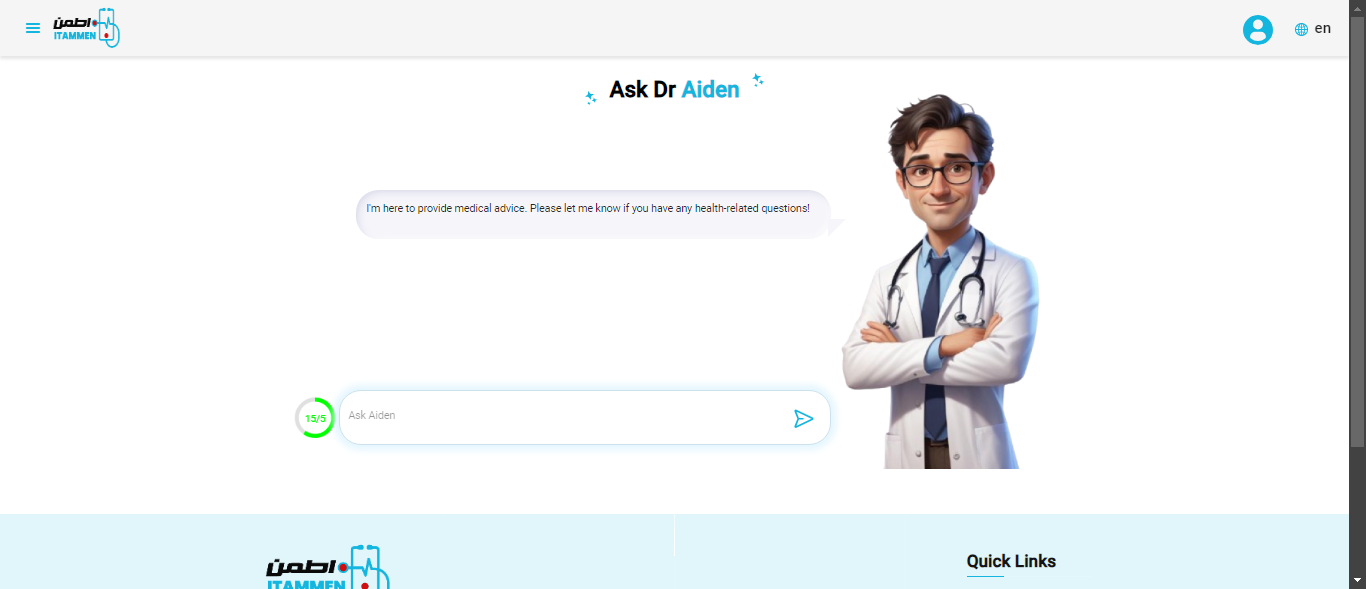 اطمن
ITAMMEN
en
Ask Dr Aiden
I'm here to provide medical advice. Please let me know if you have any health-related questions!
15/5
Ask Aiden
اطمن
ITAMMEN
Quick Links